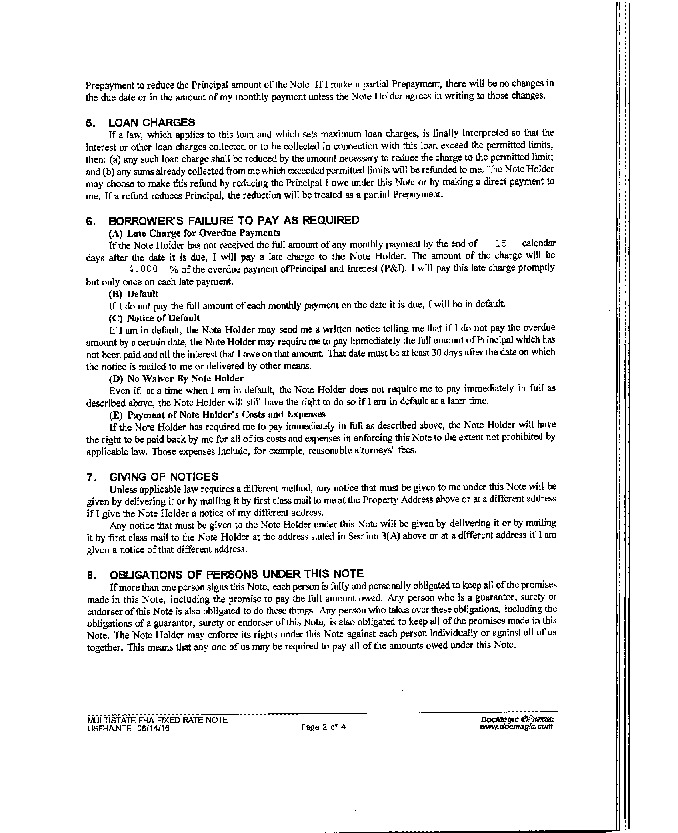 Prepayment to reduce the Principal amount of the Note. If I make a partial Prepayment, there will be no changes in
the due date or in the amount of my monthly payment unless the Note Holder agrees in writing to those changes.
5. LOAN CHARGES
If a law, which applies to this loan and which sets maximum loan charges, is finally interpreted so that the
interest or other loan charges collected or to be collected in connection with this loan exceed the permitted limits,
then: (a) any such loan charge shall be reduced by the amount necessary to reduce the charge to the permitted limit;
and (b) any sums already collected from me which exceeded permitted limits will be refunded to me. The Note Holder
may choose to make this refund by reducing the Principal I owe under this Note or by making a direct payment to
me. If a refund reduces Principal, the reduction will be treated as a partial Prepayment.
6. BORROWER'S FAILURE TO PAY AS REQUIRED
(A) Late Charge for Overdue Payments
If the Note Holder has not received the full amount of any monthly payment by the end of 15 calendar
days after the date it is due, I will pay a late charge to the Note Holder. The amount of the charge will be
4.000 % of the overdue payment of Principal and Interest (P&I). I will pay this late charge promptly
but only once on each late payment.
(B) Default
If I do not pay the full amount of each monthly payment on the date it is due, I will be in default.
(C) Notice of Default
If I am in default, the Note Holder may send me a written notice telling me that if I do not pay the overdue
amount by a certain date, the Note Holder may require me to pay immediately the full amount of Principal which has
not been paid and all the interest that I owe on that amount. That date must be at least 30 days after the date on which
the notice is mailed to me or delivered by other means.
(D) No Waiver By Note Holder
Even if, at a time when I am in default, the Note Holder does not require me to pay immediately in full as
described above, the Note Holder will still have the right to do so if I am in default at a later time.
(E) Payment of Note Holder's Costs and Expenses
If the Note Holder has required me to pay immediately in full as described above, the Note Holder will have
the right to be paid back by me for all of its costs and expenses in enforcing this Note to the extent not prohibited by
applicable law. Those expenses include, for example, reasonable attorneys' fees.
7. GIVING OF NOTICES
Unless applicable law requires a different method, any notice that must be given to me under this Note will be
given by delivering it or by mailing it by first class mail to me at the Property Address above or at a different address
if I give the Note Holder a notice of my different address.
Any notice that must be given to the Note Holder under this Note will be given by delivering it or by mailing
it by first class mail to the Note Holder at the address stated in Section 3(A) above or at a different address if I am
given a notice of that different address.
8. OBLIGATIONS OF PERSONS UNDER THIS NOTE
If more than one person signs this Note, each person is fully and personally obligated to keep all of the promises
made in this Note, including the promise to pay the full amount owed. Any person who is a guarantor, surety or
endorser of this Note is also obligated to do these things. Any person who takes over these obligations, including the
obligations of a guarantor, surety or endorser of this Note, is also obligated to keep all of the promises made in this
Note. The Note Holder may enforce its rights under this Note against each person individually or against all of us
together. This means that any one of us may be required to pay all of the amounts owed under this Note.
MULTISTATE FHA FIXED RATE NOTE
Page 2 of 4
DocMagic
www.docmagic.com